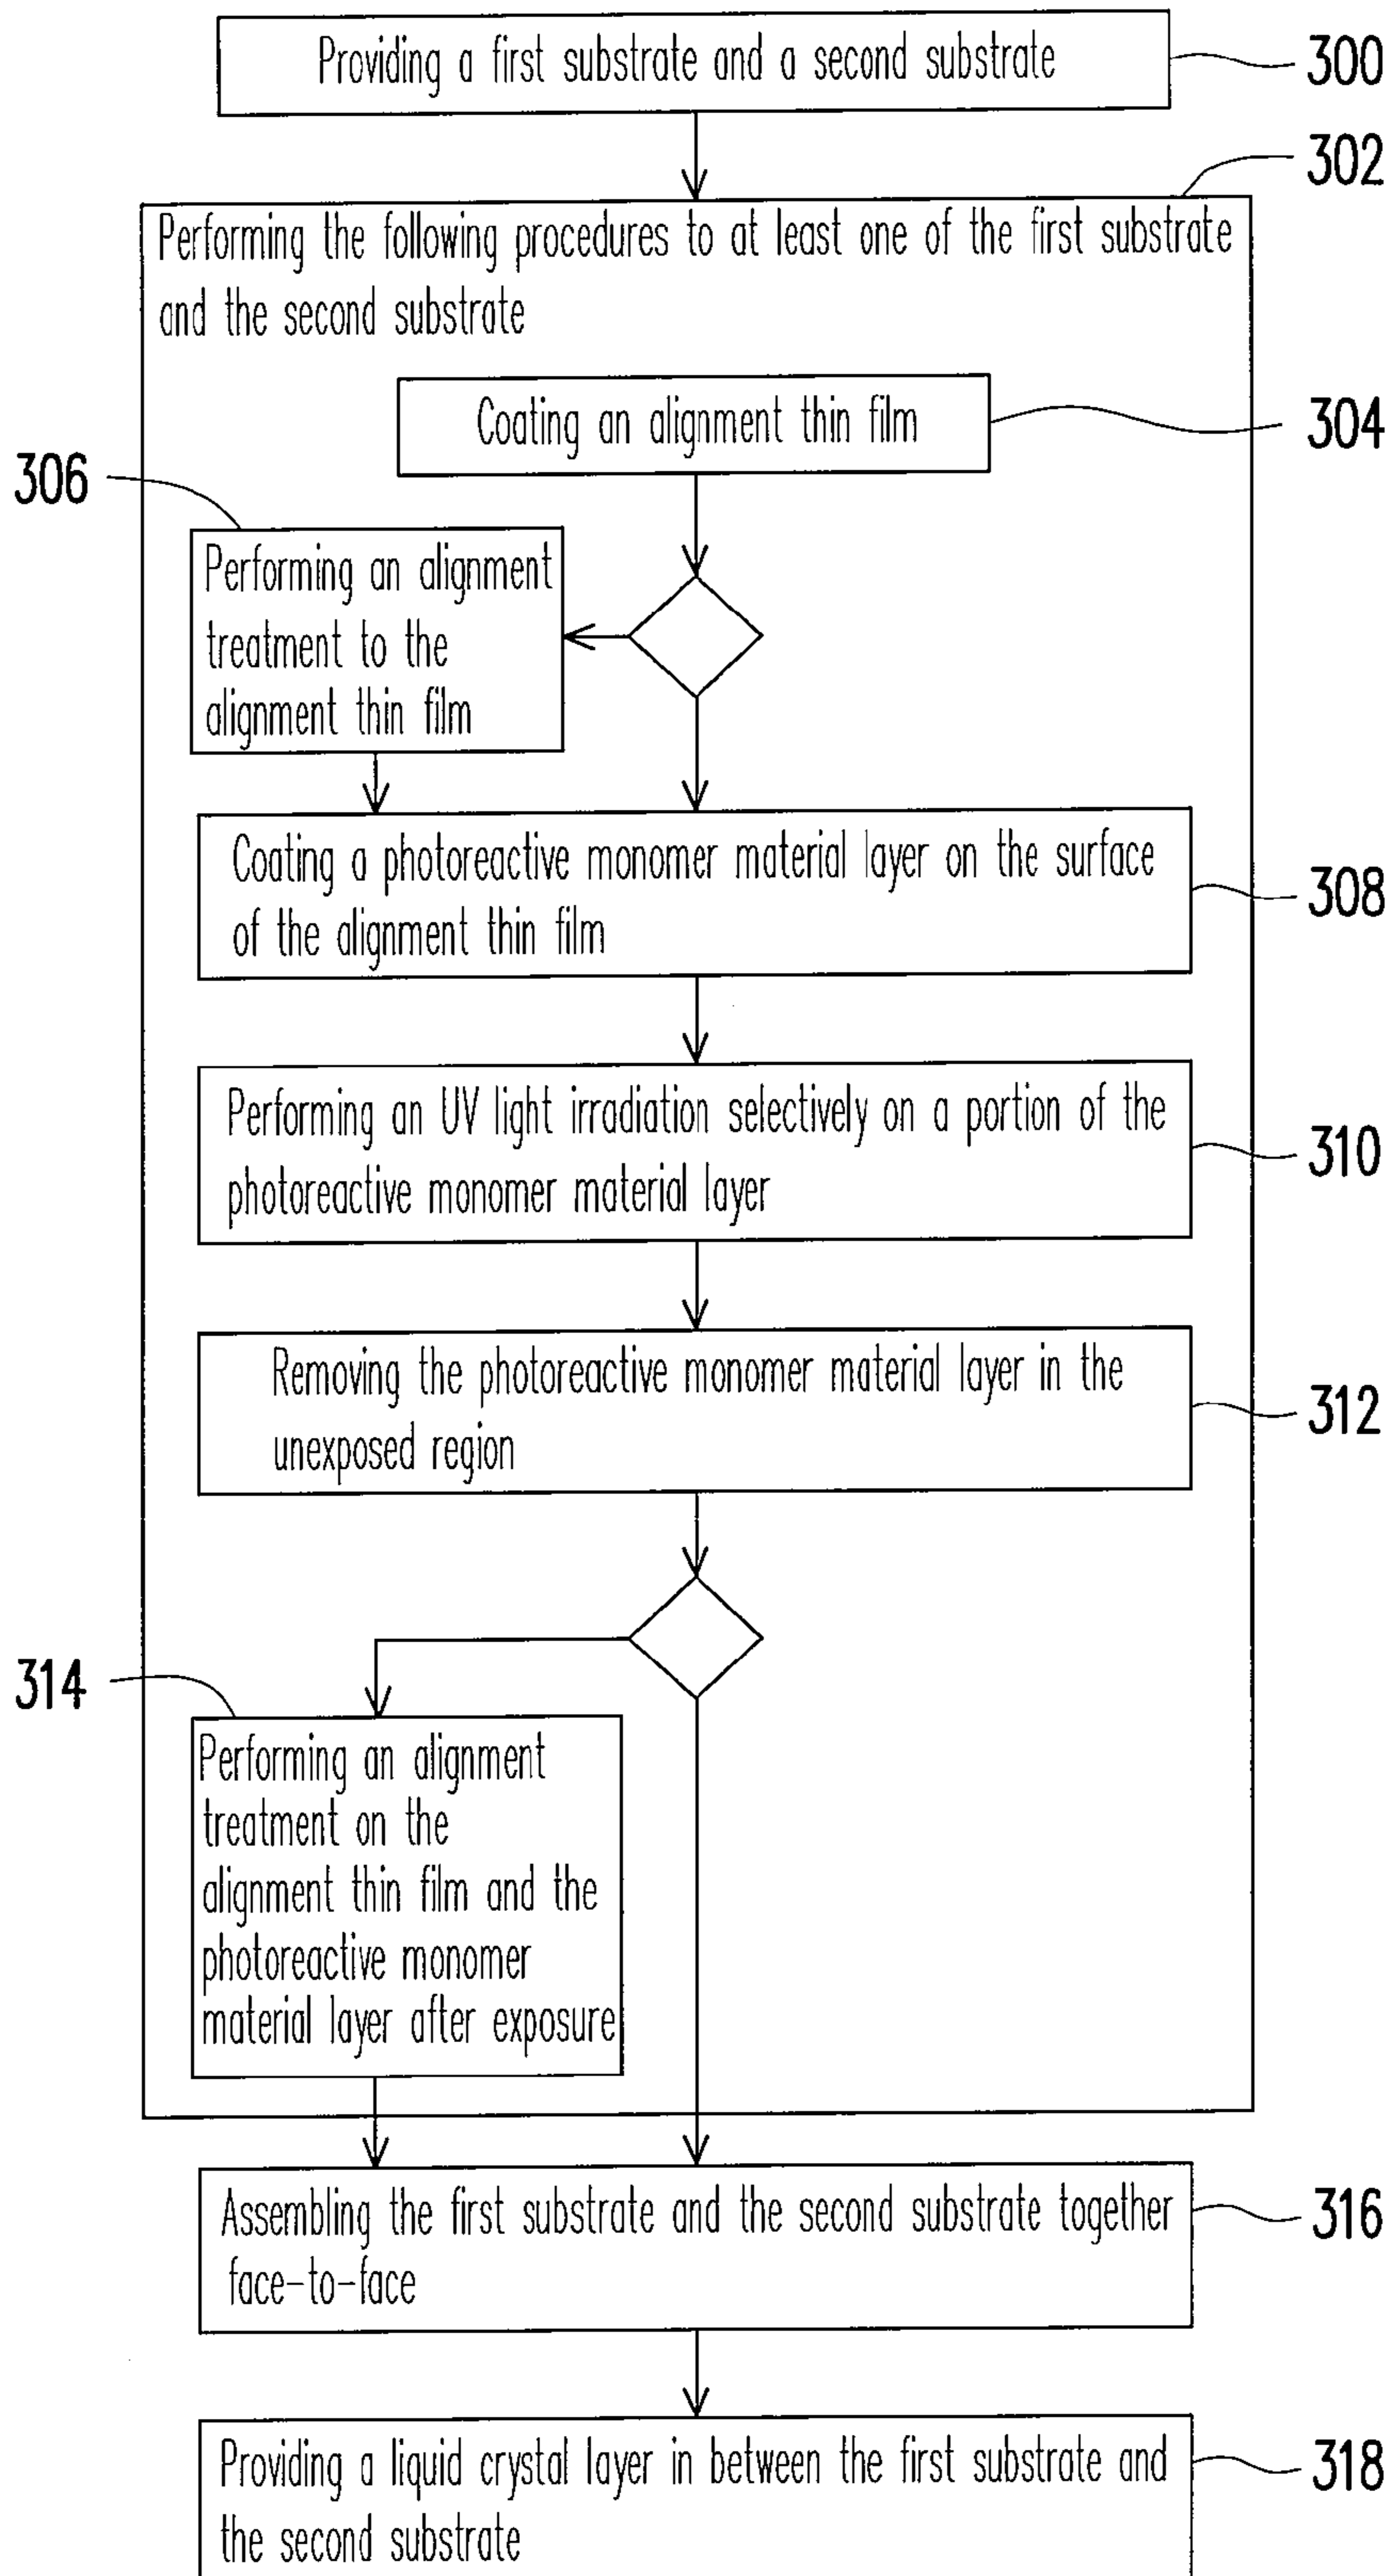 Providing a first substrate and a second substrate
300
302
Performing the following procedures to at least one of the first substrate
and the second substrate
Coating an alignment thin film
304
306
Performing an alignment
treatment to the
alignment thin film
Coating a photoreactive monomer material layer on the surface
of the alignment thin film
308
Performing an UV light irradiation selectively on a portion of the
photoreactive monomer material layer
310
Removing the photoreactive monomer material layer in the
unexposed region
312
314
Performing an alignment
treatment on the
alignment thin film and the
photoreactive monomer
material layer after exposure
Assembling the first substrate and the second substrate together
face-to-face
316
Providing a liquid crystal layer in between the first substrate and
the second substrate
318